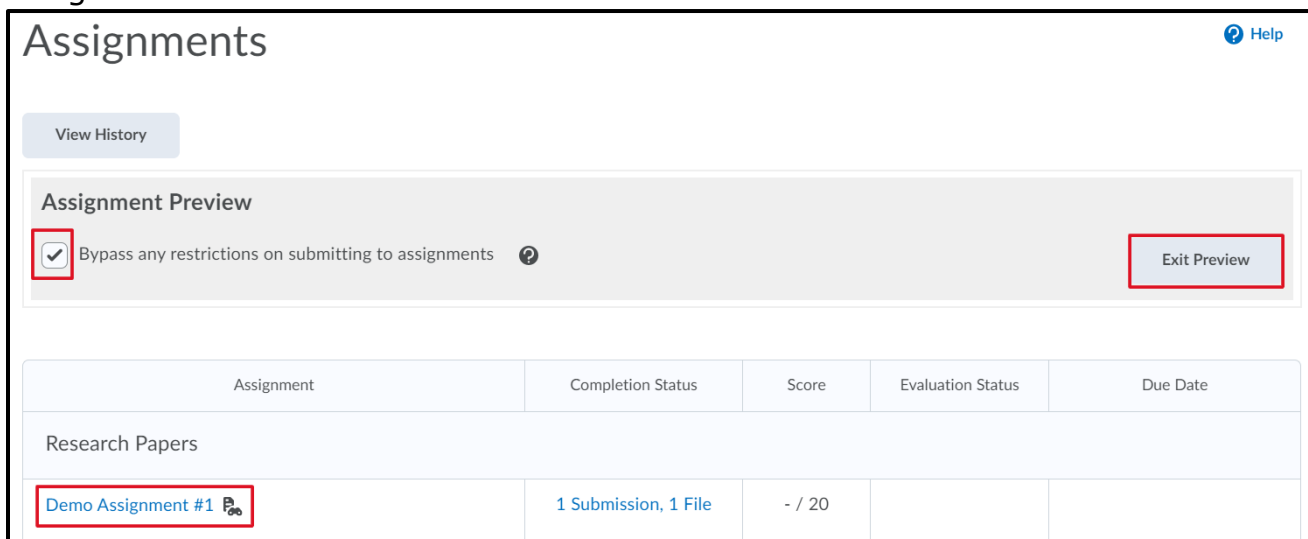 Assignments
Help
View History
Assignment Preview
Bypass any restrictions on submitting to assignments
Exit Preview
Assignment Completion Status Score Evaluation Status Due Date
Research Papers
Demo Assignment #1 1 Submission, 1 File - / 20